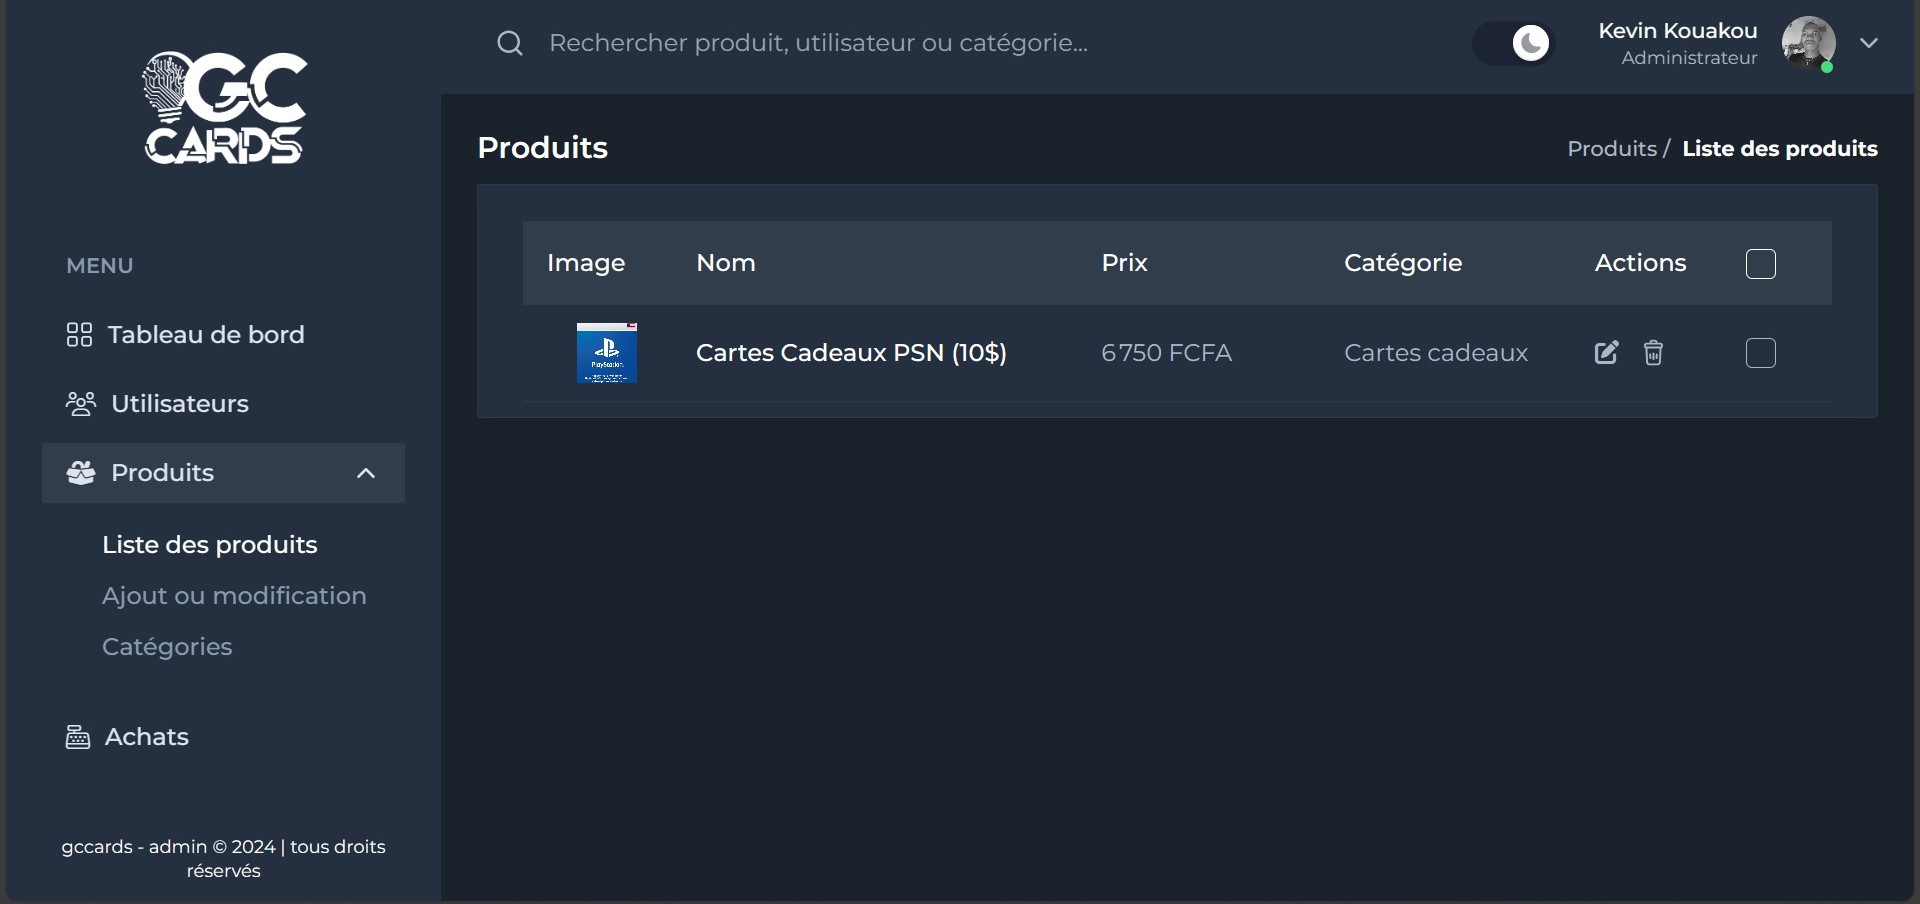 GC
CARDS
Rechercher produit, utilisateur ou catégorie...
Kevin Kouakou
Administrateur
MENU
Tableau de bord
Utilisateurs
Produits
Liste des produits
Ajout ou modification
Catégories
Achats
gccards - admin © 2024 | tous droits
réservés
Produits
Produits / Liste des produits
Image Nom Prix Catégorie Actions
PlayStation
Cartes Cadeaux PSN (10$) 6 750 FCFA Cartes cadeaux